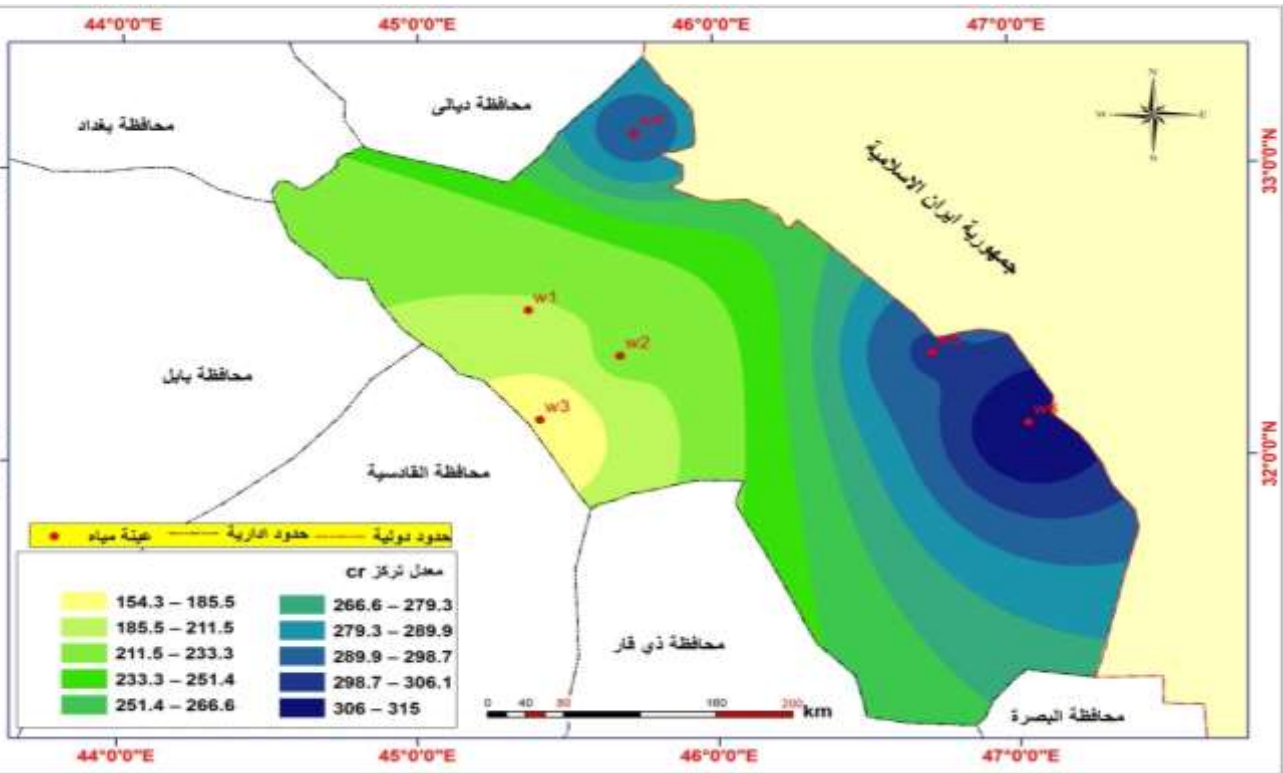 44°0'0"E 45°0'0"E 46°0'0"E 47°0'0"E
N
W E
محافظة ديالى
محافظة بغداد
33°0'0"N
جمهورية ايران الاسلامية
w1
w2
محافظة بابل
w3
32°0'0"N
محافظة القادسية
عينة مياه حدود ادارية حدود دولية
معدل تركز cr
154.3 – 185.5 266.6 – 279.3
185.5 – 211.5 279.3 – 289.9
211.5 – 233.3 289.9 – 298.7
233.3 – 251.4 298.7 – 306.1
251.4 – 266.6 306 – 315
محافظة ذي قار
0 40 80 160 200 km
محافظة البصرة
44°0'0"E 45°0'0"E 46°0'0"E 47°0'0"E